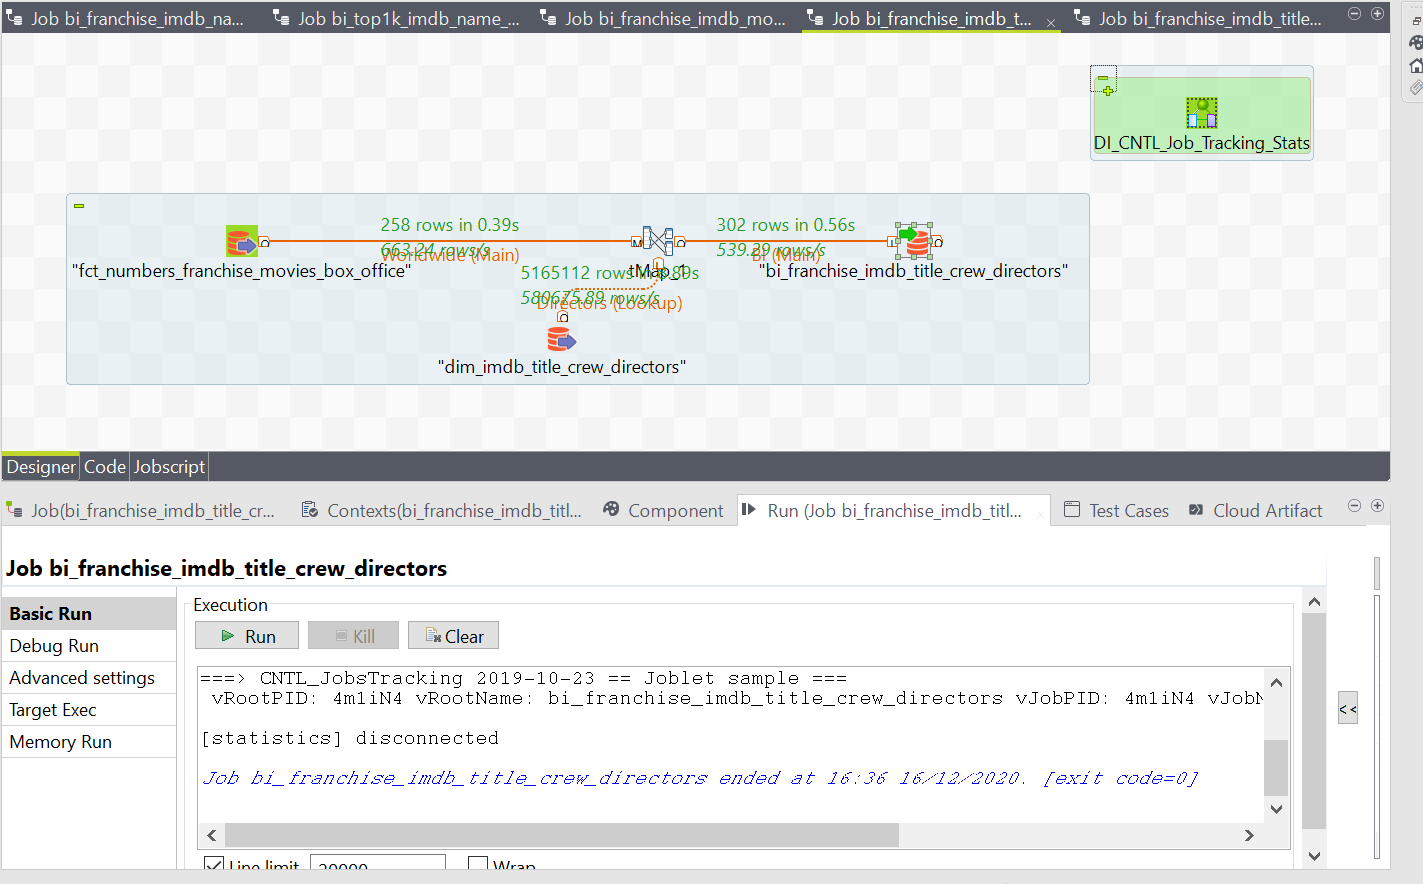 Job bi_franchise_imdb_na...
Job bi_top1k_imdb_name_...
Job bi_franchise_imdb_mo...
Job bi_franchise_imdb_t...
Job bi_franchise_imdb_title...
DI_CNTL_Job_Tracking_Stats
258 rows in 0.39s
663.24 rows/s
Worldwide (Main)
302 rows in 0.56s
539.29 rows/s
BI (Main)
"fct_numbers_franchise_movies_box_office"
tMap_1
"bi_franchise_imdb_title_crew_directors"
5165112 rows in 8.89s
580675.89 rows/s
Directors (Lookup)
"dim_imdb_title_crew_directors"
Designer Code Jobscript
Job(bi_franchise_imdb_title_cr...
Contexts(bi_franchise_imdb_titl...
Component
Run (Job bi_franchise_imdb_titl...
Test Cases
Cloud Artifact
Job bi_franchise_imdb_title_crew_directors
Basic Run
Debug Run
Advanced settings
Target Exec
Memory Run
Execution
Run Kill Clear
===> CNTL_JobsTracking 2019-10-23 == Joblet sample ===
vRootPID: 4m1iN4 vRootName: bi_franchise_imdb_title_crew_directors vJobPID: 4m1iN4 vJobN
[statistics] disconnected
Job bi_franchise_imdb_title_crew_directors ended at 16:36 16/12/2020. [exit code=0]
<<
Line limit 20000 Wrap